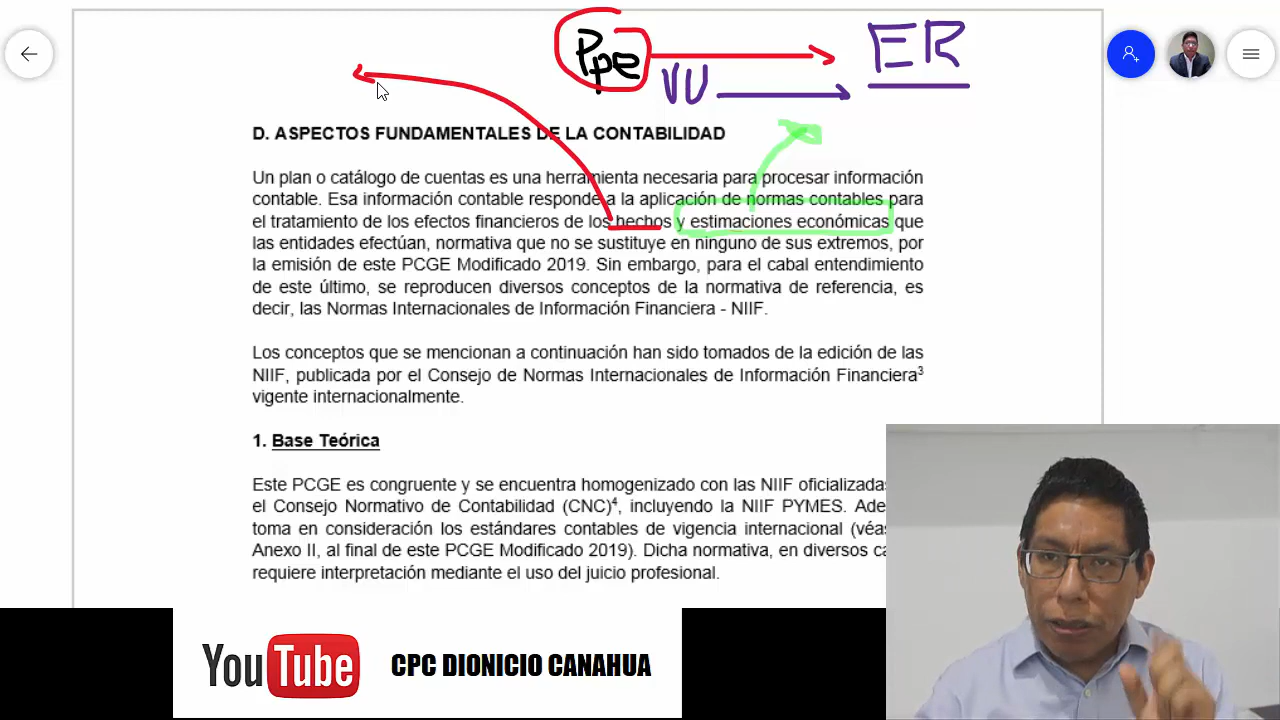 Ppe
ER
VU
D. ASPECTOS FUNDAMENTALES DE LA CONTABILIDAD
Un plan o catálogo de cuentas es una herramienta necesaria para procesar información
contable. Esa información contable responde a la aplicación de normas contables para
el tratamiento de los efectos financieros de los hechos y estimaciones económicas que
las entidades efectúan, normativa que no se sustituye en ninguno de sus extremos, por
la emisión de este PCGE Modificado 2019. Sin embargo, para el cabal entendimiento
de este último, se reproducen diversos conceptos de la normativa de referencia, es
decir, las Normas Internacionales de Información Financiera - NIIF.
Los conceptos que se mencionan a continuación han sido tomados de la edición de las
NIIF, publicada por el Consejo de Normas Internacionales de Información Financiera³
vigente internacionalmente.
1. Base Teórica
Este PCGE es congruente y se encuentra homogenizado con las NIIF oficializadas
el Consejo Normativo de Contabilidad (CNC)⁴, incluyendo la NIIF PYMES. Ade
toma en consideración los estándares contables de vigencia internacional (véas
Anexo II, al final de este PCGE Modificado 2019). Dicha normativa, en diversos ca
requiere interpretación mediante el uso del juicio profesional.
YouTube CPC DIONICIO CANAHUA